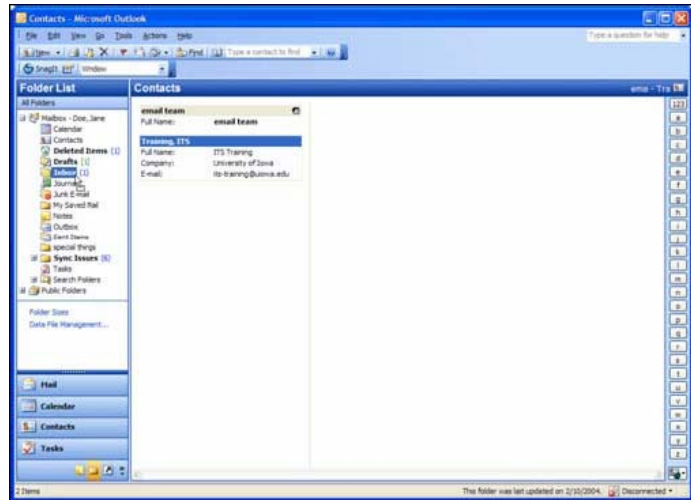 Contacts - Microsoft Outlook
File Edit View Go Tools Actions Help
Type a question for help
New Find Type a contact to find
SnagIt Window
Folder List
Contacts
ema - Tra
All Folders
Mailbox - Doe, Jane
Calendar
Contacts
Deleted Items (1)
Drafts [1]
Inbox (1)
Journal
Junk E-mail
My Saved Mail
Notes
Outbox
Sent Items
special things
Sync Issues (6)
Tasks
Search Folders
Public Folders
Folder Sizes
Data File Management...
Mail
Calendar
Contacts
Tasks
email team
Full Name: email team
Training, ITS
Full Name: ITS Training
Company: University of Iowa
E-mail: its-training@uiowa.edu
123
a
b
c
d
e
f
g
h
i
j
k
l
m
n
o
p
q
r
s
t
u
v
w
x
y
z
2 Items
This folder was last updated on 2/10/2004.
Disconnected